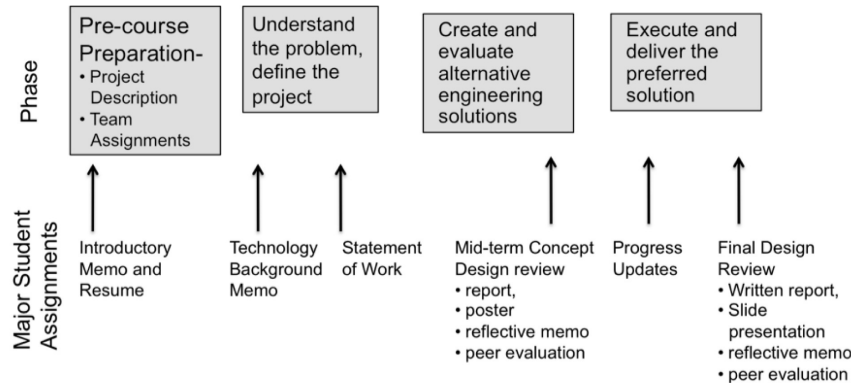 Phase
Pre-course
Preparation-
• Project
Description
• Team
Assignments
Understand
the problem,
define the
project
Create and
evaluate
alternative
engineering
solutions
Execute and
deliver the
preferred
solution
Major Student
Assignments
Introductory
Memo and
Resume
Technology
Background
Memo
Statement
of Work
Mid-term Concept
Design review
• report,
• poster
• reflective memo
• peer evaluation
Progress
Updates
Final Design
Review
• Written report,
• Slide
presentation
• reflective memo
• peer evaluation